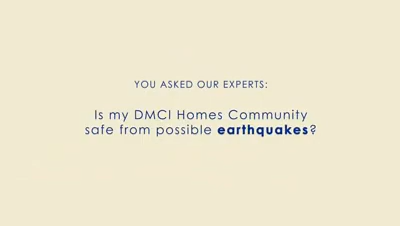 YOU ASKED OUR EXPERTS:
Is my DMCI Homes Community
safe from possible earthquakes?